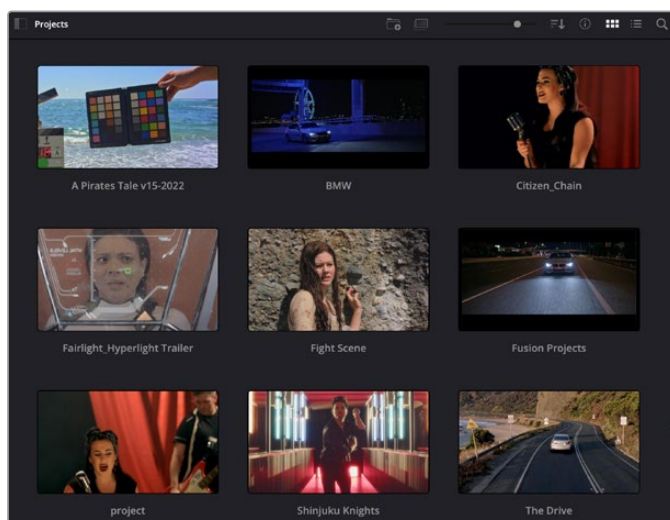 Projects
A Pirates Tale v15-2022
BMW
Citizen_Chain
Fairlight_Hyperlight Trailer
Fight Scene
Fusion Projects
project
Shinjuku Knights
The Drive